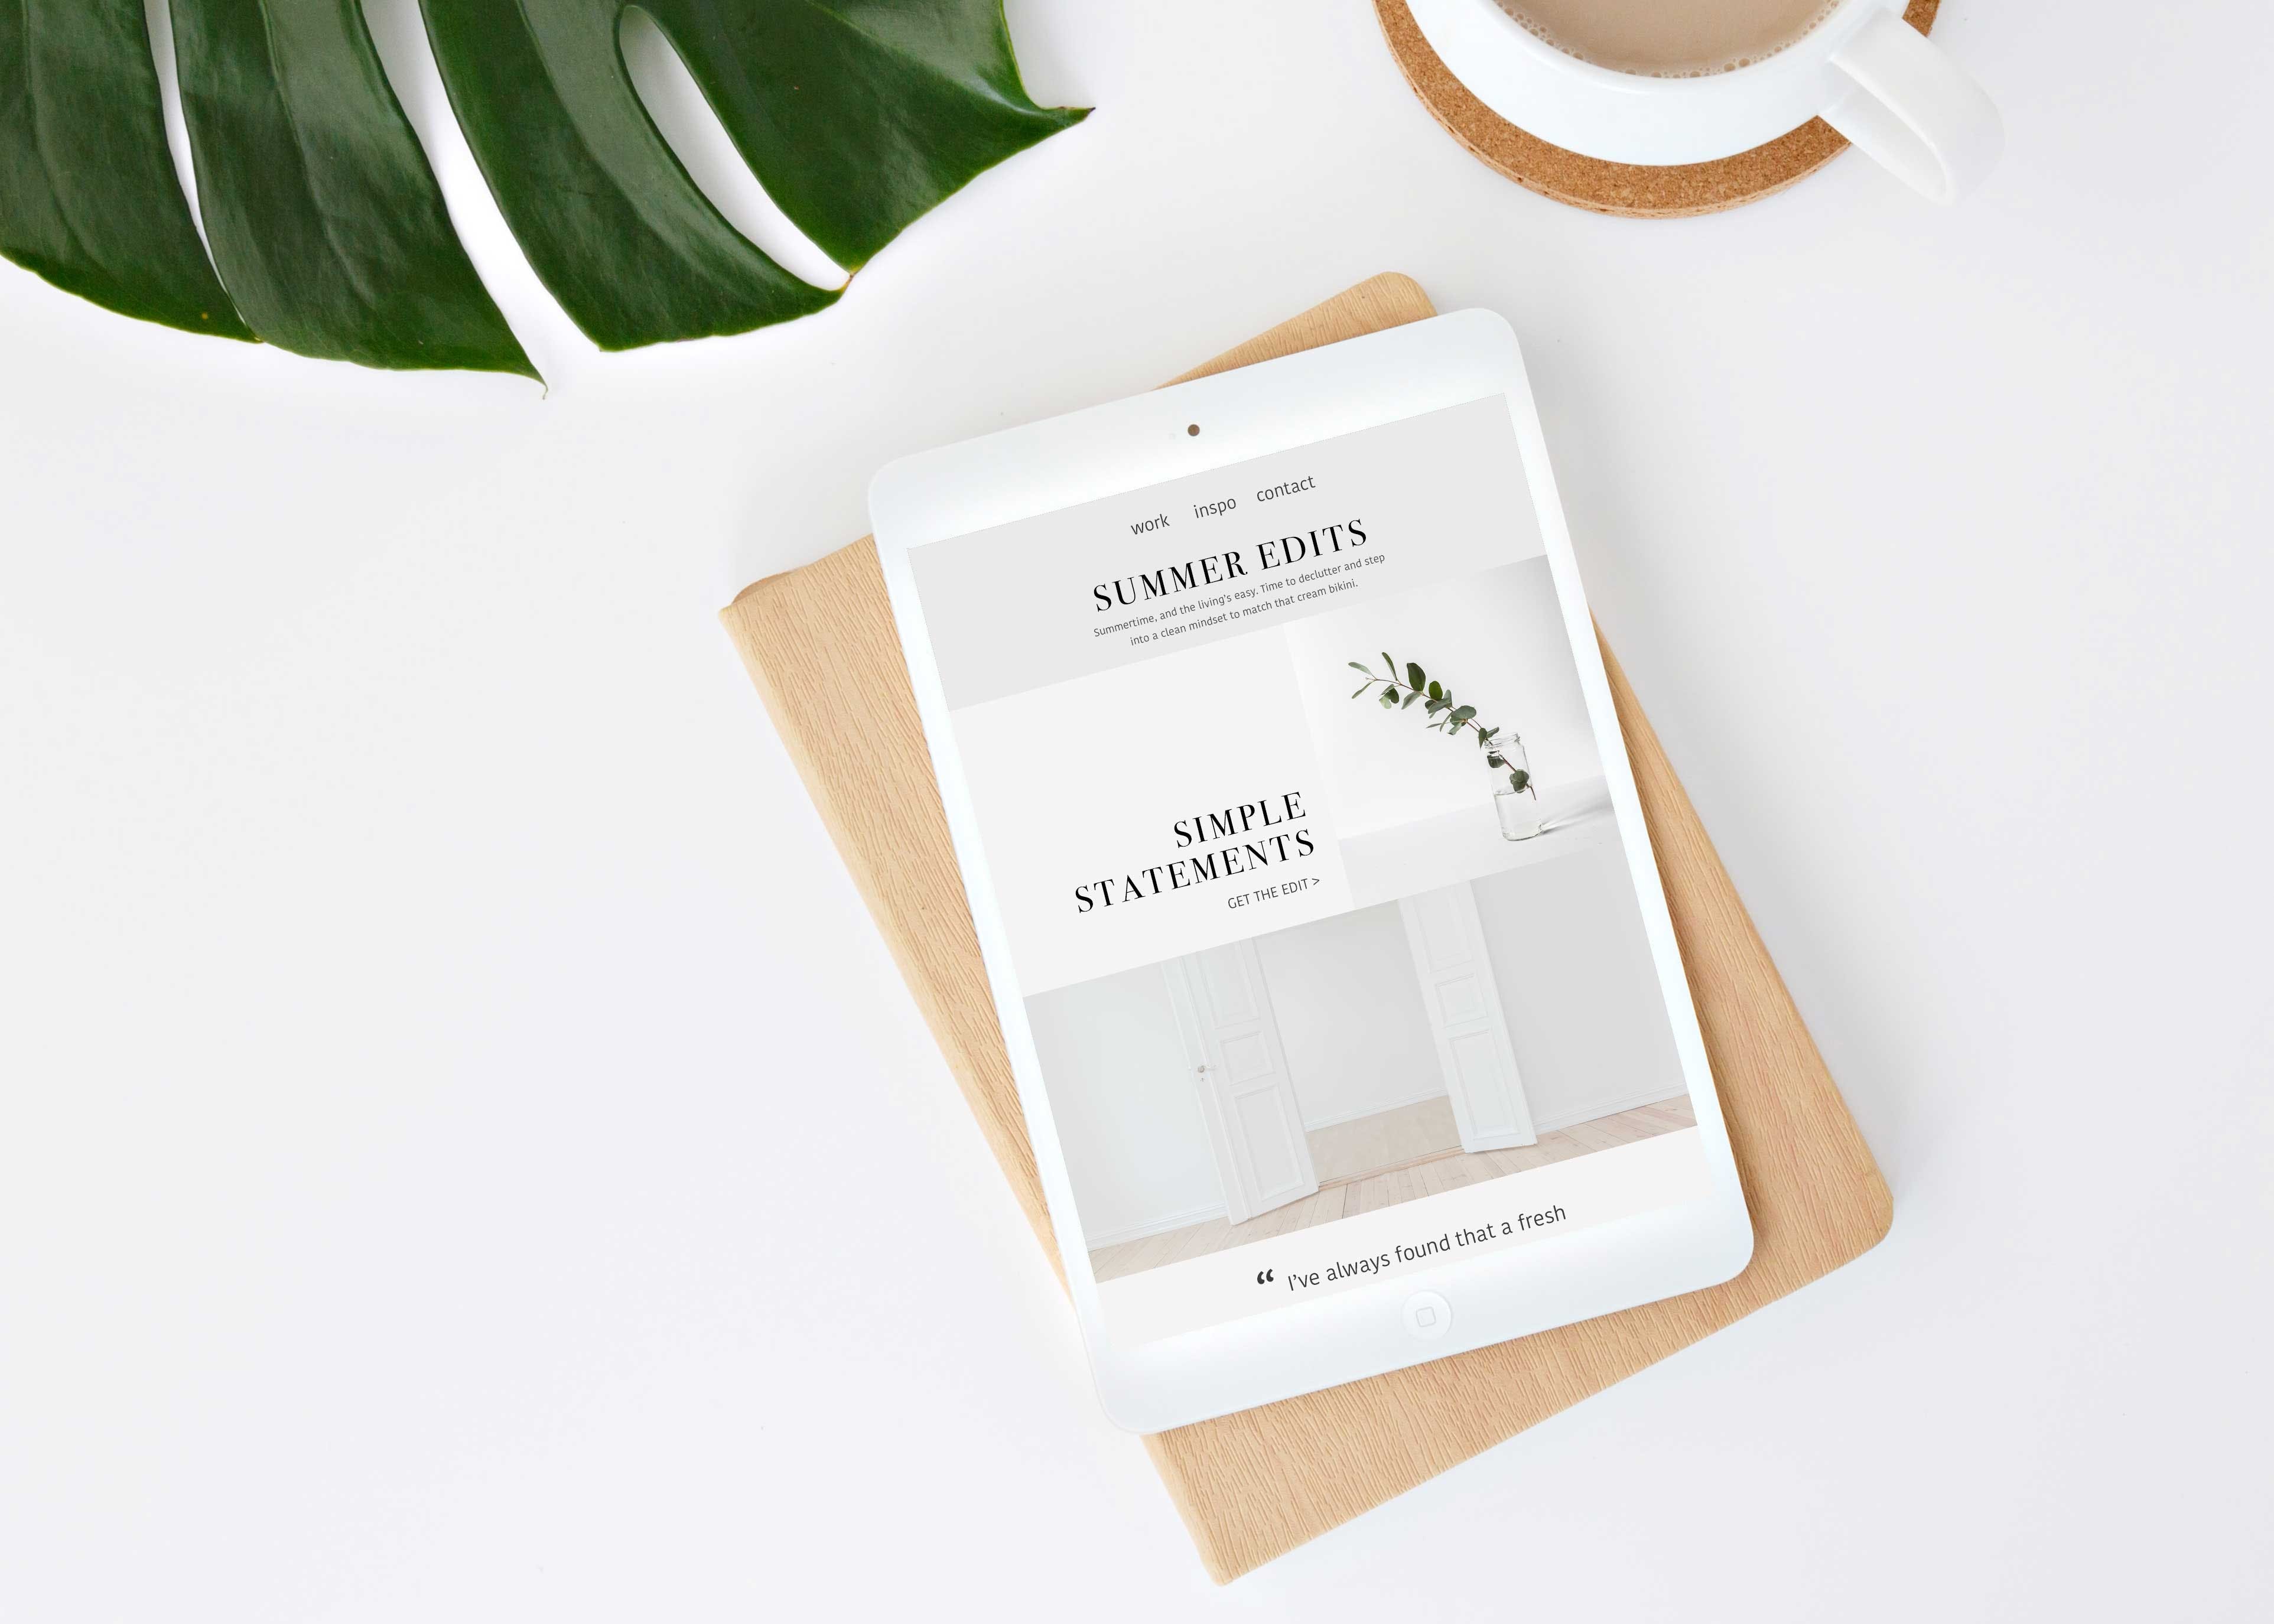 work inspo contact
SUMMER EDITS
Summertime, and the living's easy. Time to declutter and step
into a clean mindset to match that cream bikini.
SIMPLE
STATEMENTS
GET THE EDIT >
“ I've always found that a fresh